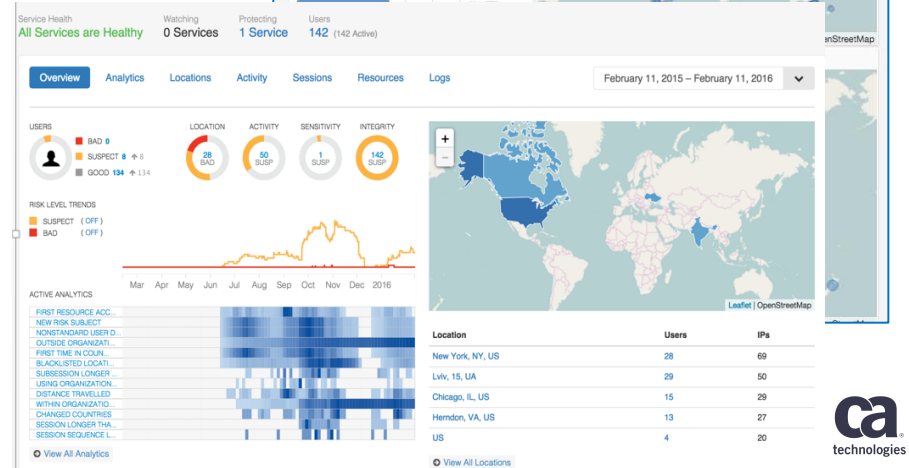 Service Health
All Services are Healthy
Watching
0 Services
Protecting
1 Service
Users
142 (142 Active)
enStreetMap
Overview
Analytics
Locations
Activity
Sessions
Resources
Logs
February 11, 2015 – February 11, 2016
USERS
BAD 0
SUSPECT 8 8
GOOD 134 134
LOCATION
28
BAD
ACTIVITY
50
SUSP
SENSITIVITY
1
SUSP
INTEGRITY
142
SUSP
RISK LEVEL TRENDS
SUSPECT (OFF)
BAD (OFF)
Mar Apr May Jun Jul Aug Sep Oct Nov Dec 2016
ACTIVE ANALYTICS
FIRST RESOURCE ACC...
NEW RISK SUBJECT
NONSTANDARD USER D...
OUTSIDE ORGANIZATI...
FIRST TIME IN COUN...
BLACKLISTED LOCATI...
SUBSESSION LONGER ...
USING ORGANIZATION...
DISTANCE TRAVELLED
WITHIN ORGANIZATIO...
CHANGED COUNTRIES
SESSION LONGER THA...
SESSION SEQUENCE L...
View All Analytics
+
−
Leaflet | OpenStreetMap
Location Users IPs
New York, NY, US 28 69
Lviv, 15, UA 29 50
Chicago, IL, US 15 29
Herndon, VA, US 13 27
US 4 20
View All Locations
ca
technologies